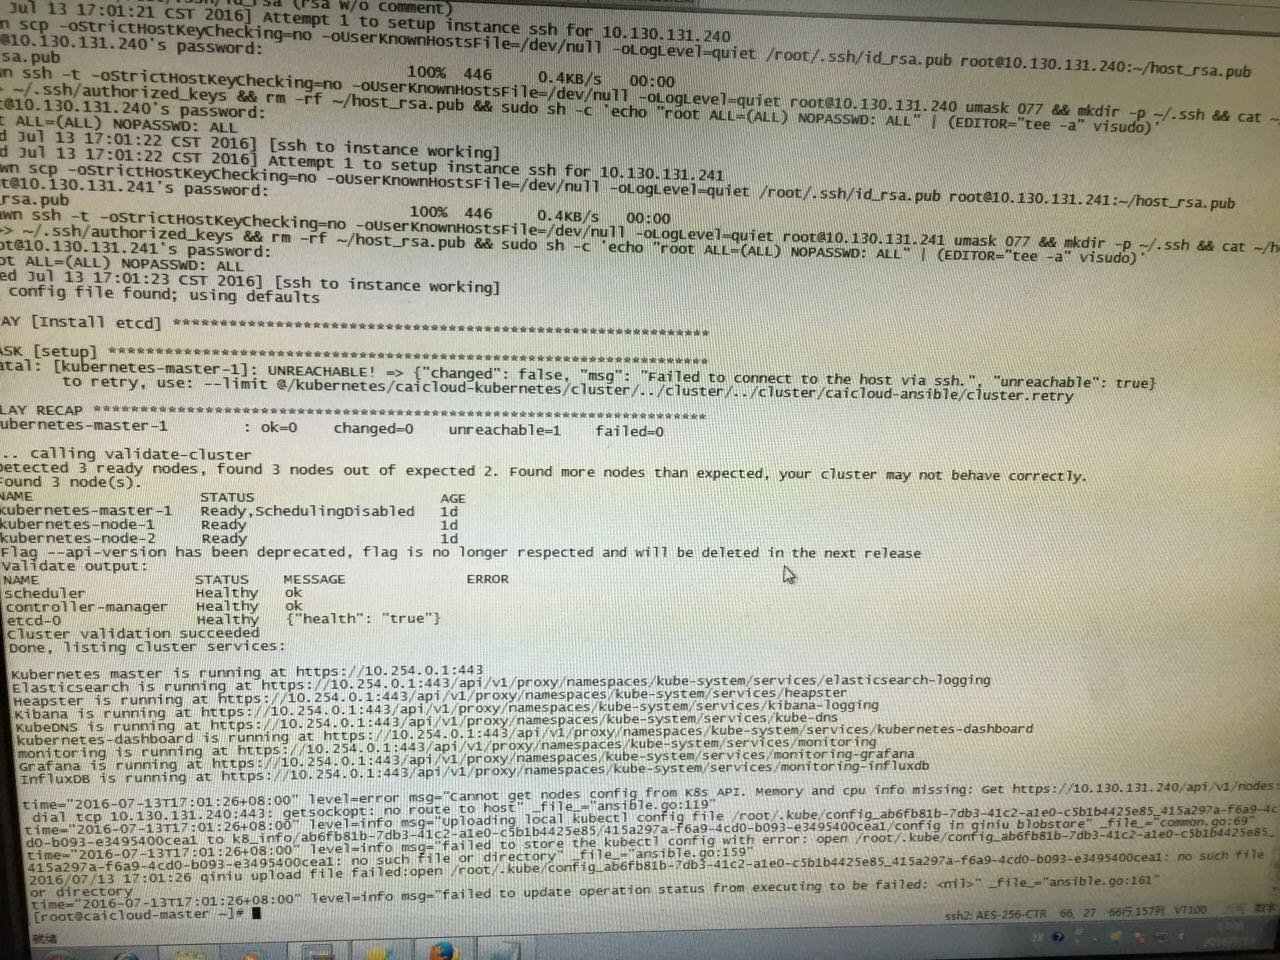 /ssh/id_rsa (rsa w/o comment)
Jul 13 17:01:21 CST 2016] Attempt 1 to setup instance ssh for 10.130.131.240
n scp -oStrictHostKeyChecking=no -oUserKnownHostsFile=/dev/null -oLogLevel=quiet /root/.ssh/id_rsa.pub root@10.130.131.240:~/host_rsa.pub
@10.130.131.240's password:
rsa.pub 100% 446 0.4KB/s 00:00
n ssh -t -oStrictHostKeyChecking=no -oUserKnownHostsFile=/dev/null -oLogLevel=quiet root@10.130.131.240 umask 077 && mkdir -p ~/.ssh && cat ~
> ~/.ssh/authorized_keys && rm -rf ~/host_rsa.pub && sudo sh -c 'echo "root ALL=(ALL) NOPASSWD: ALL" | (EDITOR="tee -a" visudo)'
t@10.130.131.240's password:
t ALL=(ALL) NOPASSWD: ALL
d Jul 13 17:01:22 CST 2016] [ssh to instance working]
d Jul 13 17:01:22 CST 2016] Attempt 1 to setup instance ssh for 10.130.131.241
wn scp -oStrictHostKeyChecking=no -oUserKnownHostsFile=/dev/null -oLogLevel=quiet /root/.ssh/id_rsa.pub root@10.130.131.241:~/host_rsa.pub
t@10.130.131.241's password:
_rsa.pub 100% 446 0.4KB/s 00:00
awn ssh -t -oStrictHostKeyChecking=no -oUserKnownHostsFile=/dev/null -oLogLevel=quiet root@10.130.131.241 umask 077 && mkdir -p ~/.ssh && cat ~/h
>> ~/.ssh/authorized_keys && rm -rf ~/host_rsa.pub && sudo sh -c 'echo "root ALL=(ALL) NOPASSWD: ALL" | (EDITOR="tee -a" visudo)'
ot@10.130.131.241's password:
ot ALL=(ALL) NOPASSWD: ALL
ed Jul 13 17:01:23 CST 2016] [ssh to instance working]
config file found; using defaults
AY [Install etcd] *********************************************************
ASK [setup] ****************************************************************
atal: [kubernetes-master-1]: UNREACHABLE! => {"changed": false, "msg": "Failed to connect to the host via ssh.", "unreachable": true}
to retry, use: --limit @/kubernetes/caicloud-kubernetes/cluster/../cluster/../cluster/caicloud-ansible/cluster.retry
LAY RECAP *****************************************************************
ubernetes-master-1 : ok=0 changed=0 unreachable=1 failed=0
.. calling validate-cluster
Detected 3 ready nodes, found 3 nodes out of expected 2. Found more nodes than expected, your cluster may not behave correctly.
Found 3 node(s).
NAME STATUS AGE
kubernetes-master-1 Ready,SchedulingDisabled 1d
kubernetes-node-1 Ready 1d
kubernetes-node-2 Ready 1d
Flag --api-version has been deprecated, flag is no longer respected and will be deleted in the next release
Validate output:
NAME STATUS MESSAGE ERROR
scheduler Healthy ok
controller-manager Healthy ok
etcd-0 Healthy {"health": "true"}
Cluster validation succeeded
Done, listing cluster services:
Kubernetes master is running at https://10.254.0.1:443
Elasticsearch is running at https://10.254.0.1:443/api/v1/proxy/namespaces/kube-system/services/elasticsearch-logging
Heapster is running at https://10.254.0.1:443/api/v1/proxy/namespaces/kube-system/services/heapster
Kibana is running at https://10.254.0.1:443/api/v1/proxy/namespaces/kube-system/services/kibana-logging
KubeDNS is running at https://10.254.0.1:443/api/v1/proxy/namespaces/kube-system/services/kube-dns
kubernetes-dashboard is running at https://10.254.0.1:443/api/v1/proxy/namespaces/kube-system/services/kubernetes-dashboard
monitoring is running at https://10.254.0.1:443/api/v1/proxy/namespaces/kube-system/services/monitoring
Grafana is running at https://10.254.0.1:443/api/v1/proxy/namespaces/kube-system/services/monitoring-grafana
InfluxDB is running at https://10.254.0.1:443/api/v1/proxy/namespaces/kube-system/services/monitoring-influxdb
time="2016-07-13T17:01:26+08:00" level=error msg="Cannot get nodes config from K8s API. Memory and cpu info missing: Get https://10.130.131.240/api/v1/nodes:
dial tcp 10.130.131.240:443: getsockopt: no route to host" _file_="ansible.go:119"
time="2016-07-13T17:01:26+08:00" level=info msg="Uploading local kubectl config file /root/.kube/config_ab6fb81b-7db3-41c2-a1e0-c5b1b4425e85_415a297a-f6a9-4c
d0-b093-e3495400cea1 to k8_info/ab6fb81b-7db3-41c2-a1e0-c5b1b4425e85/415a297a-f6a9-4cd0-b093-e3495400cea1/config in qiniu blobstore" _file_="common.go:69"
time="2016-07-13T17:01:26+08:00" level=info msg="failed to store the kubectl config with error: open /root/.kube/config_ab6fb81b-7db3-41c2-a1e0-c5b1b4425e85_
415a297a-f6a9-4cd0-b093-e3495400cea1: no such file or directory" _file_="ansible.go:159"
2016/07/13 17:01:26 qiniu upload file failed:open /root/.kube/config_ab6fb81b-7db3-41c2-a1e0-c5b1b4425e85_415a297a-f6a9-4cd0-b093-e3495400cea1: no such file
or directory
time="2016-07-13T17:01:26+08:00" level=info msg="failed to update operation status from executing to be failed: <nil>" _file_="ansible.go:161"
[root@caicloud-master ~]#
就绪 ssh2: AES-256-CTR 66, 27 66行,157列 VT100 大写 数字